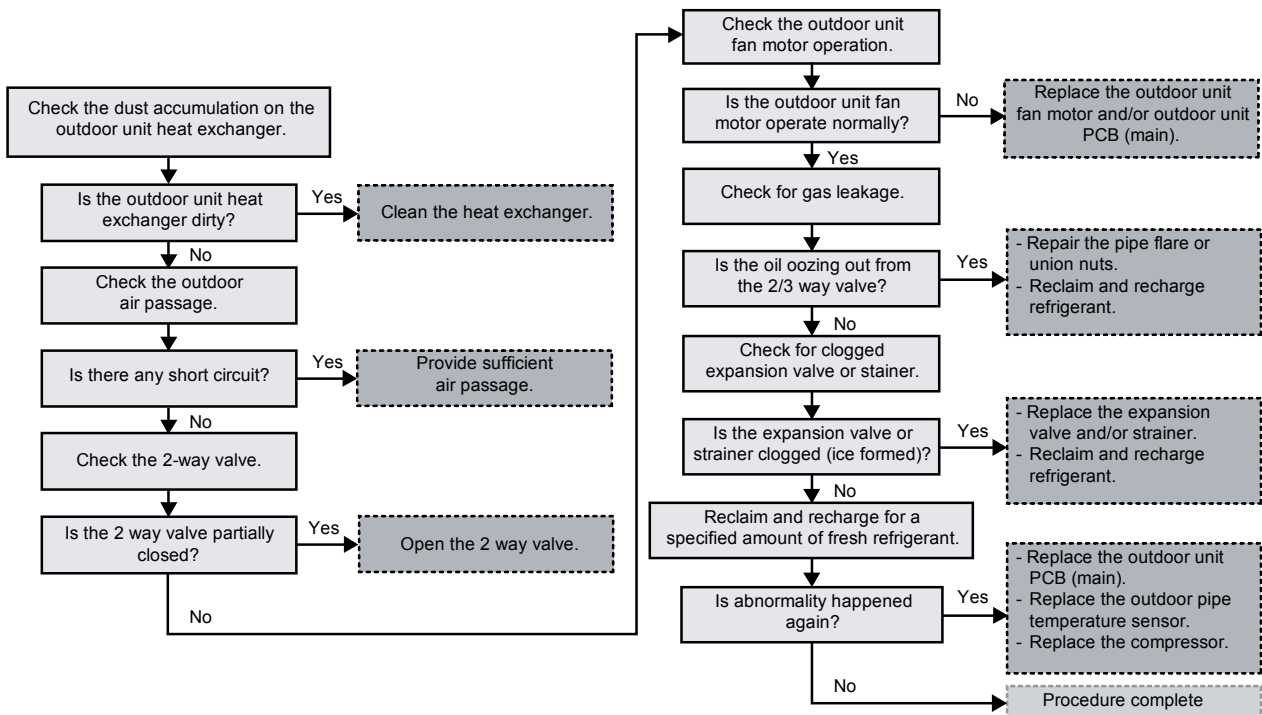 Check the dust accumulation on the
outdoor unit heat exchanger.
Is the outdoor unit heat
exchanger dirty?
Yes
Clean the heat exchanger.
No
Check the outdoor
air passage.
Is there any short circuit?
Yes
Provide sufficient
air passage.
No
Check the 2-way valve.
Is the 2 way valve partially
closed?
Yes
Open the 2 way valve.
No
Check the outdoor unit
fan motor operation.
Is the outdoor unit fan
motor operate normally?
No
Replace the outdoor unit
fan motor and/or outdoor unit
PCB (main).
Yes
Check for gas leakage.
Is the oil oozing out from
the 2/3 way valve?
Yes
- Repair the pipe flare or
union nuts.
- Reclaim and recharge
refrigerant.
No
Check for clogged
expansion valve or stainer.
Is the expansion valve or
strainer clogged (ice formed)?
Yes
- Replace the expansion
valve and/or strainer.
- Reclaim and recharge
refrigerant.
No
Reclaim and recharge for a
specified amount of fresh refrigerant.
Is abnormality happened
again?
Yes
- Replace the outdoor unit
PCB (main).
- Replace the outdoor pipe
temperature sensor.
- Replace the compressor.
No
Procedure complete